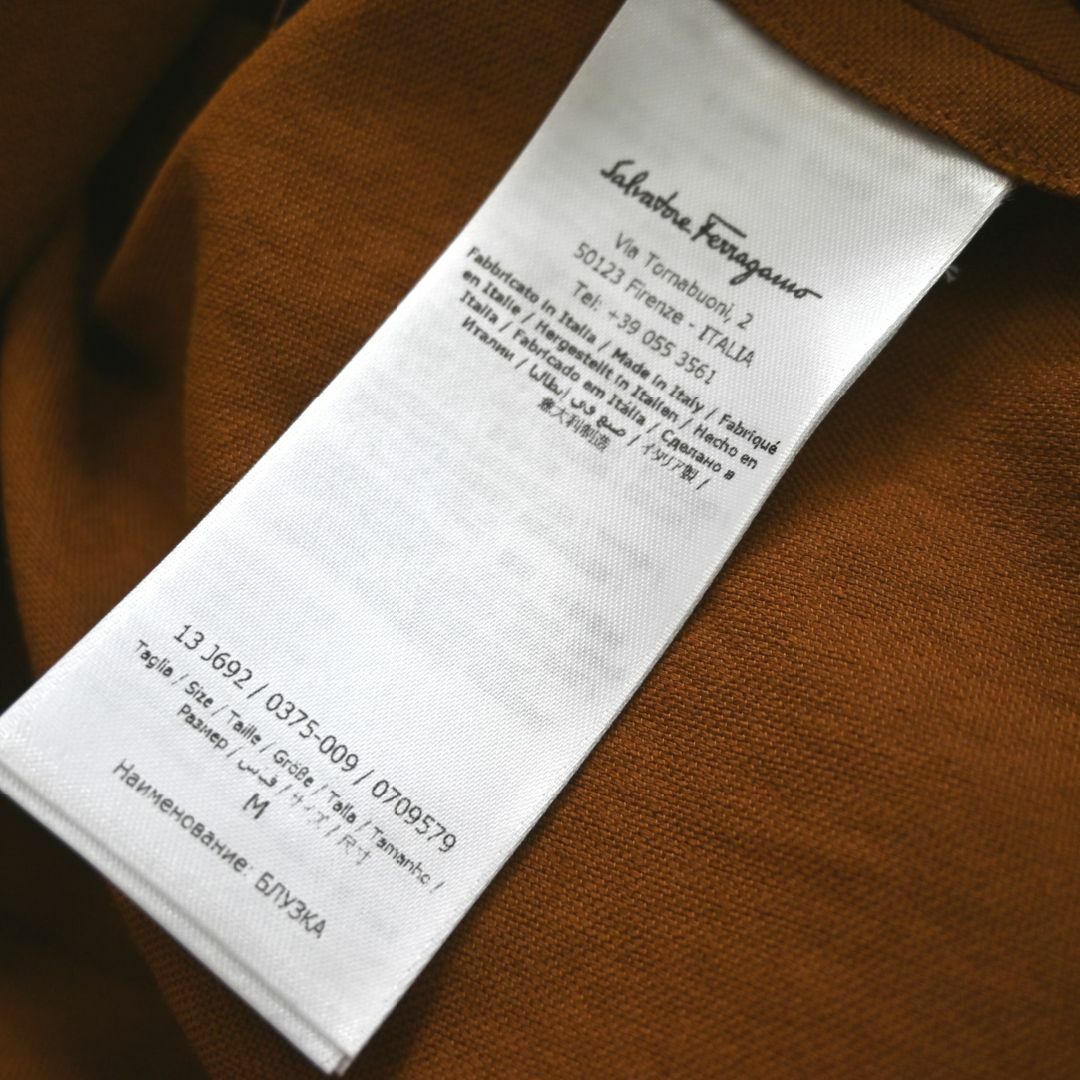 Salvatore Ferragamo
Via Tornabuoni, 2
50123 Firenze - ITALIA
Tel: +39 055 3561
Fabbricato in Italia / Made in Italy / Fabriqué
en Italie / Hergestellt in Italien / Hecho en
Italia / Fabricado em Itália / Сделано в
Италии / صنع في إيطاليا / イタリア製 /
意大利制造
13 J692 / 0375-009 / 0709579
Taglia / Size / Taille / Größe / Talla / Tamanho /
Размер / قياس / サイズ / 尺寸
M
Наименование: БЛУЗКА